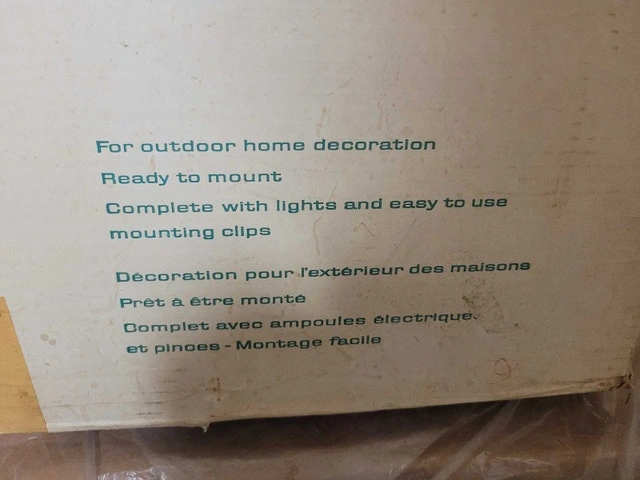 For outdoor home decoration
Ready to mount
Complete with lights and easy to use
mounting clips
Décoration pour l'extérieur des maisons
Prêt à être monté
Complet avec ampoules électrique.
et pinces - Montage facile